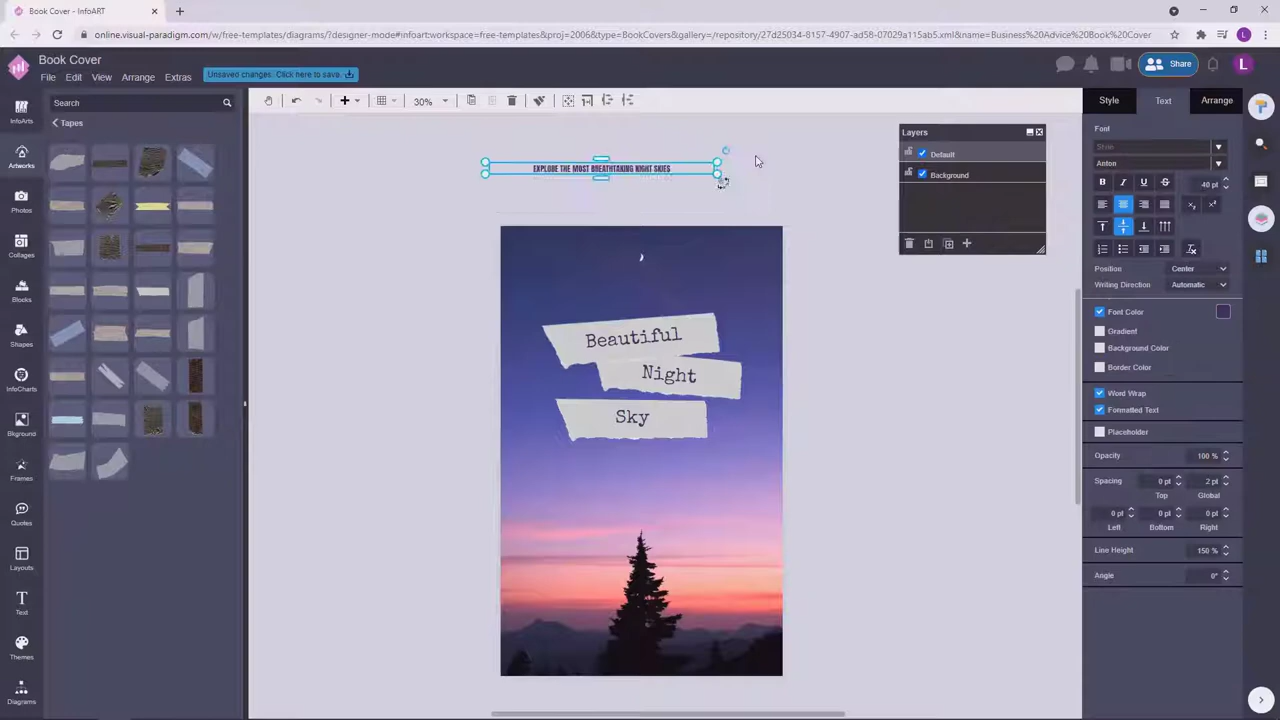 Book Cover - InfoART
online.visual-paradigm.com/w/free-templates/diagrams/?designer-mode#infoart:workspace=free-templates&proj=2006&type=BookCovers&gallery=/repository/27d25034-8157-4907-ad58-07029a115ab5.xml&name=Business%20Advice%20Book%20Cover
Book Cover
File Edit View Arrange Extras
Unsaved changes. Click here to save.
Share
L
L
Search
Tapes
30%
InfoArts
Artworks
Photos
Collages
Blocks
Shapes
InfoCharts
Bkground
Frames
Quotes
Layouts
Text
Themes
Diagrams
EXPLORE THE MOST BREATHTAKING NIGHT SKIES
Beautiful
Night
Sky
Layers
Default
Background
Style Text Arrange
Font
Style
Anton
B I U S 40 pt
Position Center
Writing Direction Automatic
Font Color
Gradient
Background Color
Border Color
Word Wrap
Formatted Text
Placeholder
Opacity 100 %
Spacing 0 pt 2 pt
Top Global
0 pt 0 pt 0 pt
Left Bottom Right
Line Height 150 %
Angle 0°